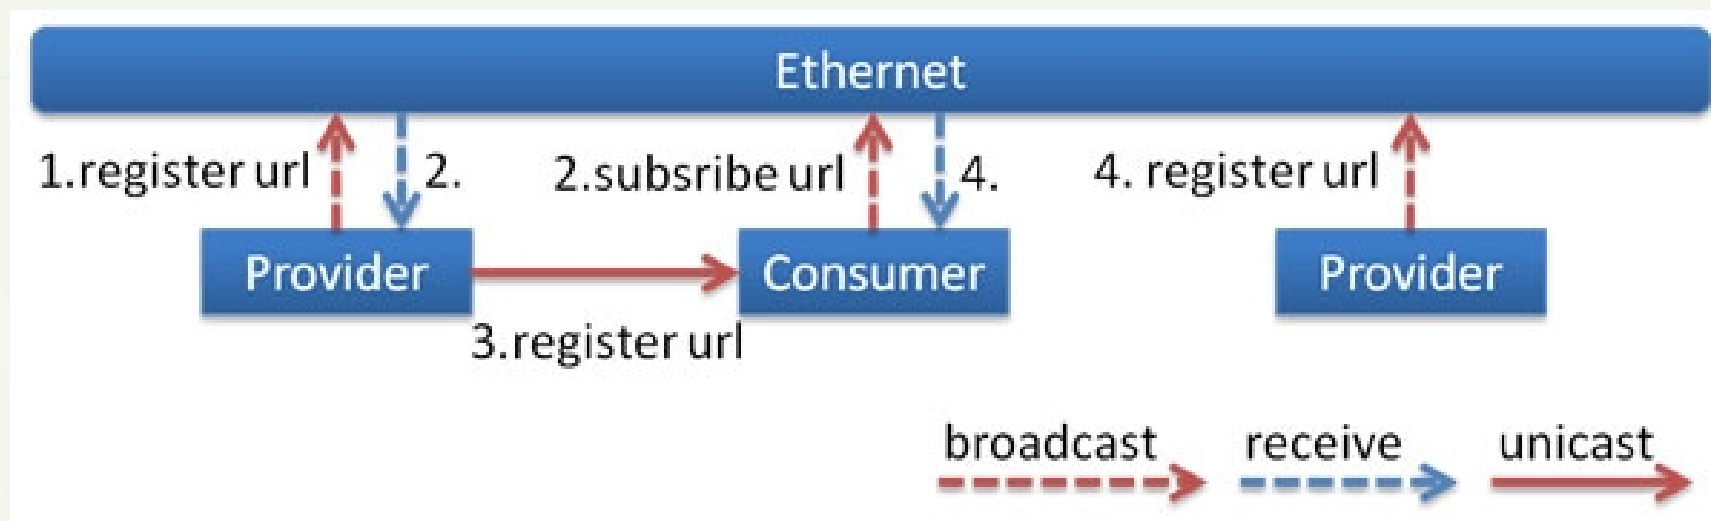 Ethernet
1.register url
2.
2.subsribe url
4.
4. register url
Provider
Consumer
Provider
3.register url
broadcast
receive
unicast